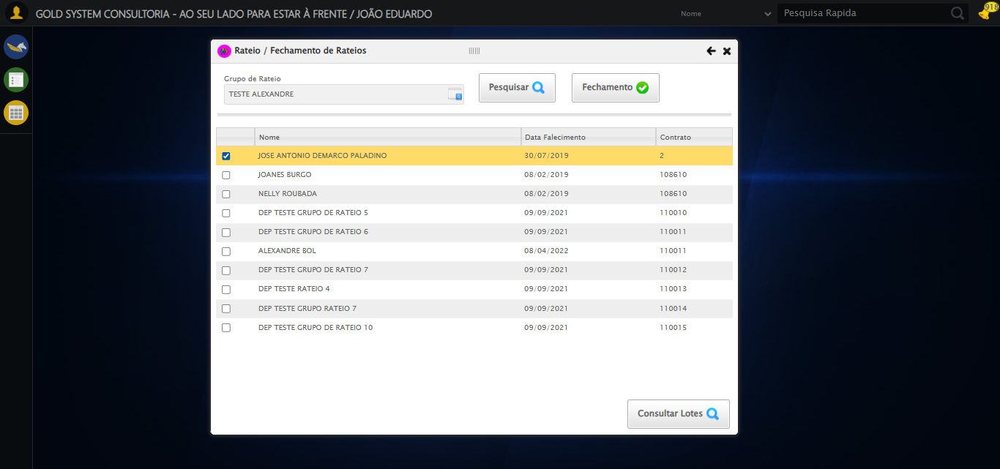 GOLD SYSTEM CONSULTORIA - AO SEU LADO PARA ESTAR À FRENTE / JOÃO EDUARDO
Nome
Pesquisa Rapida
918
Rateio / Fechamento de Rateios
Grupo de Rateio
TESTE ALEXANDRE
Pesquisar
Fechamento
Nome Data Falecimento Contrato
JOSE ANTONIO DEMARCO PALADINO 30/07/2019 2
JOANES BURGO 08/02/2019 108610
NELLY ROUBADA 08/02/2019 108610
DEP TESTE GRUPO DE RATEIO 5 09/09/2021 110010
DEP TESTE GRUPO DE RATEIO 6 09/09/2021 110011
ALEXANDRE BOL 08/04/2022 110011
DEP TESTE GRUPO DE RATEIO 7 09/09/2021 110012
DEP TESTE RATEIO 4 09/09/2021 110013
DEP TESTE GRUPO RATEIO 7 09/09/2021 110014
DEP TESTE GRUPO DE RATEIO 10 09/09/2021 110015
Consultar Lotes